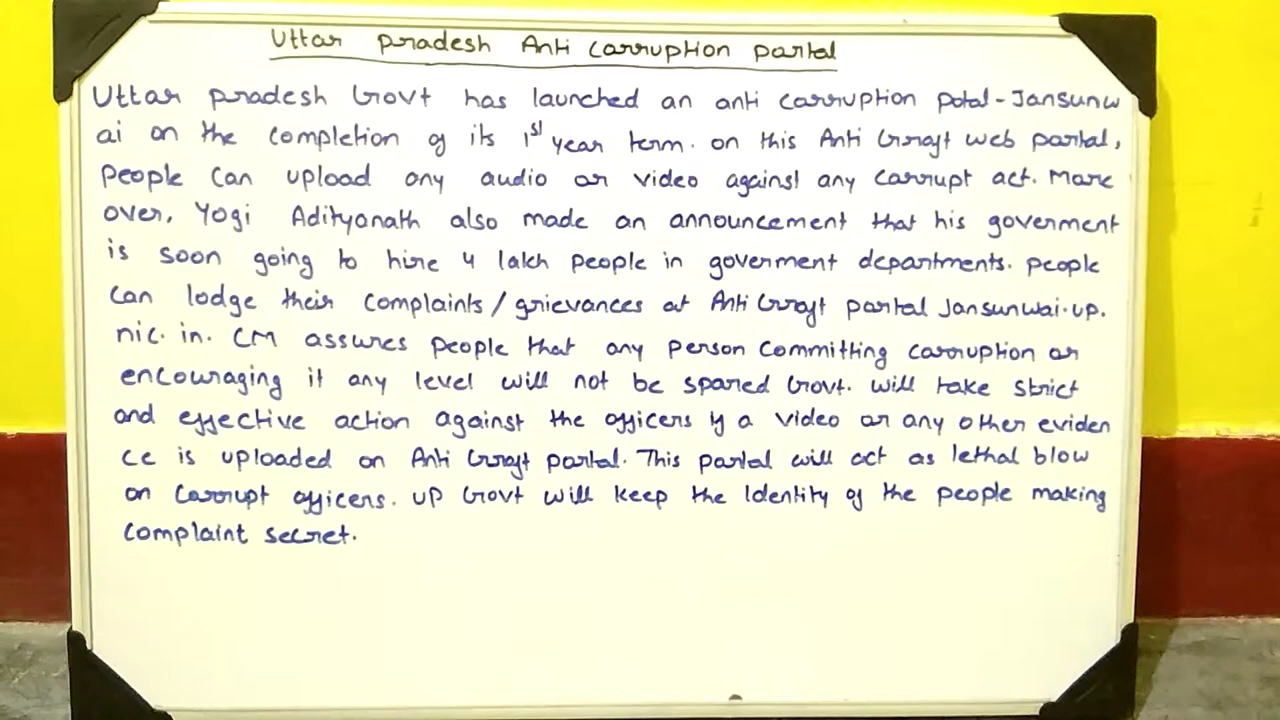 Uttar pradesh Anti corruption portal
Uttar pradesh Govt has launched an anti corruption potal-Jansunw
ai on the completion of its 1st year term. on this Anti Graft web portal,
people can upload any audio or video against any corrupt act. More
over, Yogi Adityanath also made an announcement that his goverment
is soon going to hire 4 lakh people in goverment departments. people
can lodge their complaints/grievances at Anti Graft portal Jansunwai.up.
nic.in. CM assures people that any person committing corruption or
encouraging it any level will not be spared Govt. will take strict
and effective action against the officers if a video or any other eviden
ce is uploaded on Anti Graft portal. This portal will act as lethal blow
on corrupt officers. UP Govt will keep the Identity of the people making
complaint secret.